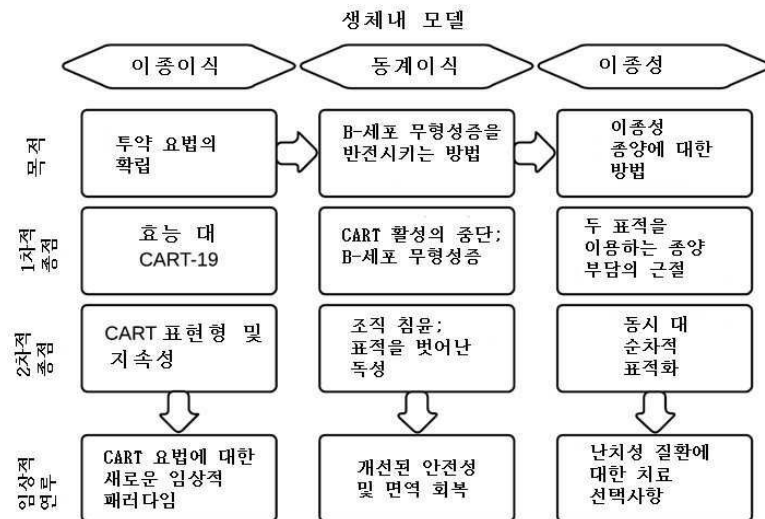 생체내 모델
이종이식
동계이식
이종성
목적
투약 요법의
확립
B-세포 무형성증을
반전시키는 방법
이종성
종양에 대한
방법
1차적
종점
효능 대
CART-19
CART 활성의 중단;
B-세포 무형성증
두 표적을
이용하는 종양
부담의 근절
2차적
종점
CART 표현형 및
지속성
조직 침윤;
표적을 벗어난
독성
동시 대
순차적
표적화
임상적
연루
CART 요법에 대한
새로운 임상적
패러다임
개선된 안전성
및 면역 회복
난치성 질환에
대한 치료
선택사항